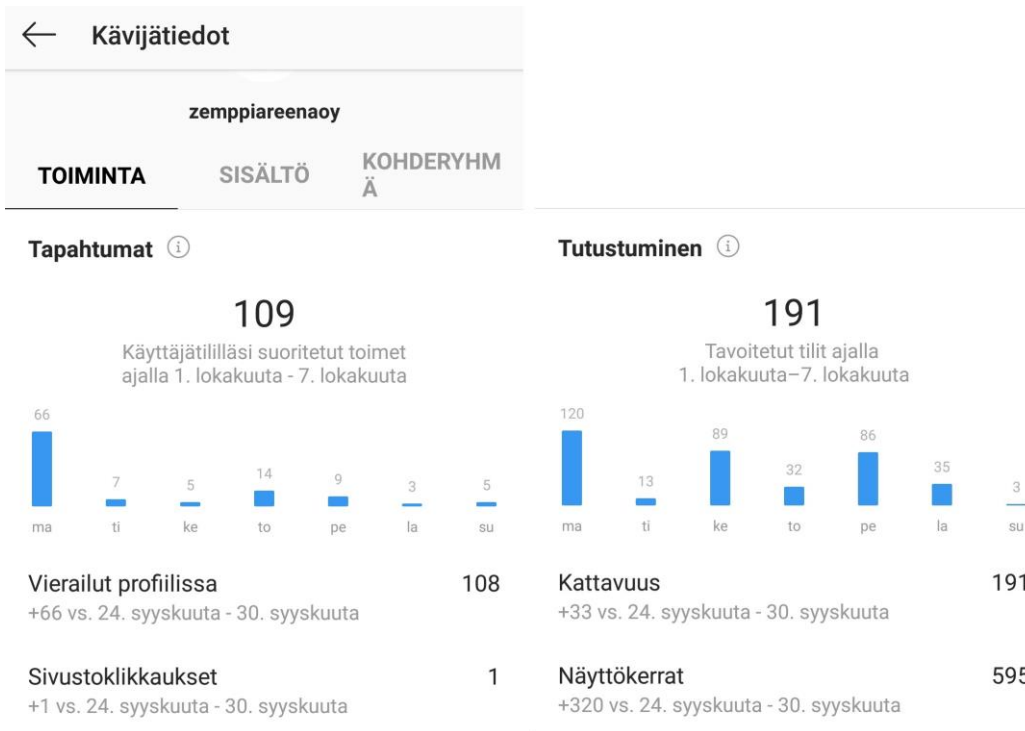 Kävijätiedot
zemppiareenaoy
TOIMINTA
SISÄLTÖ
KOHDERYHM
Ä
Tapahtumat
109
Käyttäjätililläsi suoritetut toimet
ajalla 1. lokakuuta - 7. lokakuuta
66 7 5 14 9 3 5
ma ti ke to pe la su
Vierailut profiilissa 108
+66 vs. 24. syyskuuta - 30. syyskuuta
Sivustoklikkaukset 1
+1 vs. 24. syyskuuta - 30. syyskuuta
Tutustuminen
191
Tavoitetut tilit ajalla
1. lokakuuta–7. lokakuuta
120 13 89 32 86 35 3
ma ti ke to pe la su
Kattavuus 191
+33 vs. 24. syyskuuta - 30. syyskuuta
Näyttökerrat 595
+320 vs. 24. syyskuuta - 30. syyskuuta